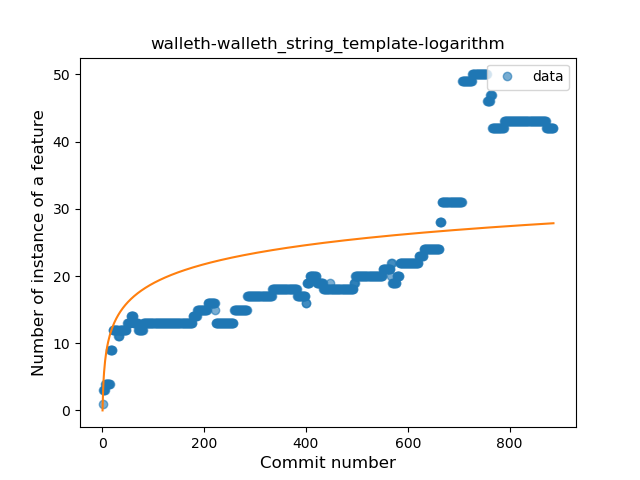 walleth-walleth_string_template-logarithm
data
Number of instance of a feature
50
40
30
20
10
0
0 200 400 600 800
Commit number